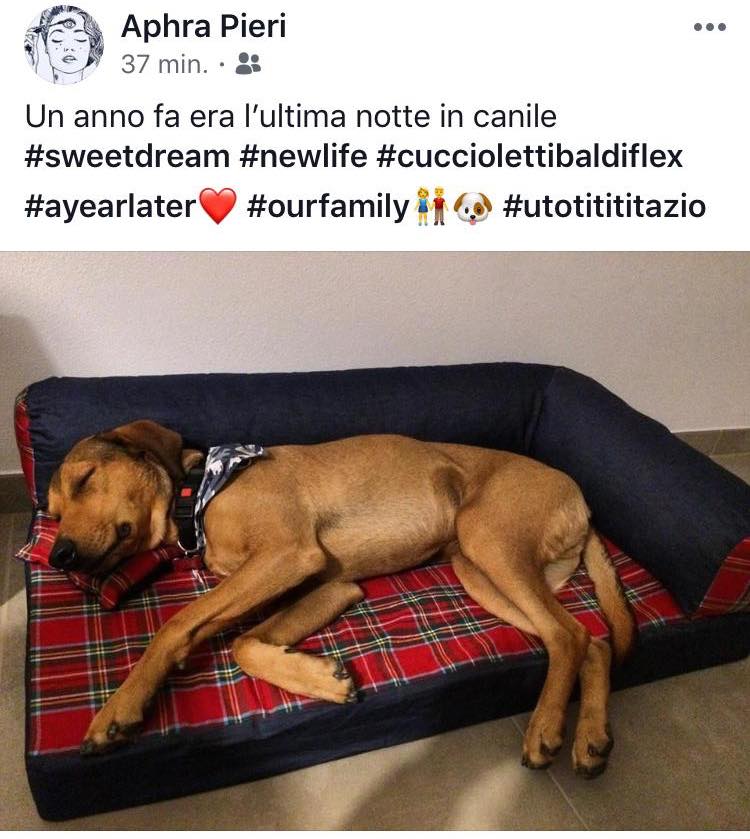 Aphra Pieri
37 min. ·
Un anno fa era l’ultima notte in canile
#sweetdream #newlife #cucciolettibaldiflex
#ayearlater❤️ #ourfamily👫🐶 #utotitititazio